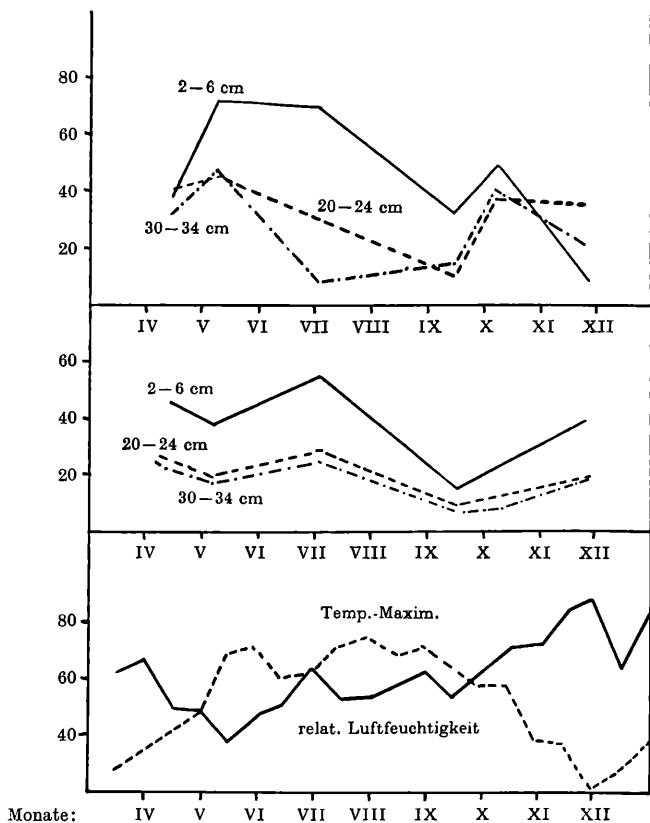 80
2—6 cm
60
40
20—24 cm
30—34 cm
20
IV V VI VII VIII IX X XI XII
60
2—6 cm
40
20—24 cm
20
30—34 cm
IV V VI VII VIII IX X XI XII
80
Temp.-Maxim.
60
relat. Luftfeuchtigkeit
40
Monate: IV V VI VII VIII IX X XI XII